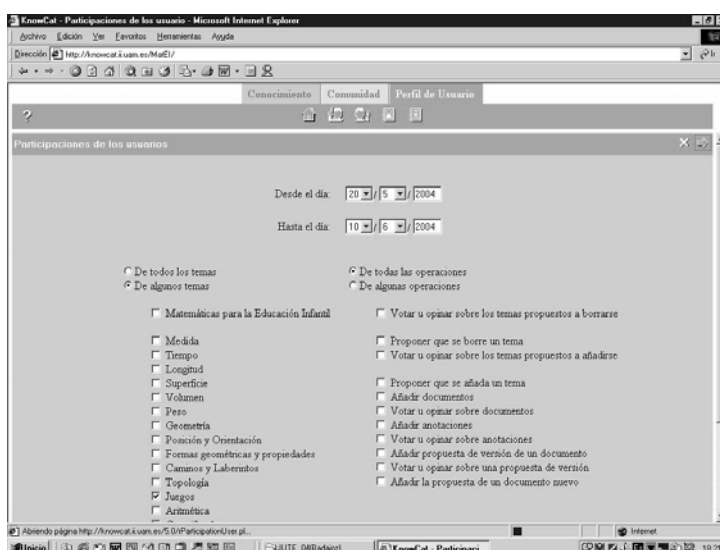 KnowCat - Participaciones de los usuario - Microsoft Internet Explorer
Archivo Edición Ver Favoritos Herramientas Ayuda
Dirección http://knowcat.ii.uam.es/MatEI/
Conocimiento Comunidad Perfil de Usuario
?
Participaciones de los usuarios
Desde el día: 20 / 5 / 2004
Hasta el día: 10 / 6 / 2004
De todos los temas De todas las operaciones
De algunos temas De algunas operaciones
Matemáticas para la Educación Infantil Votar u opinar sobre los temas propuestos a borrarse
Medida Proponer que se borre un tema
Tiempo Votar u opinar sobre los temas propuestos a añadirse
Longitud
Superficie Proponer que se añada un tema
Volumen Añadir documentos
Peso Votar u opinar sobre documentos
Geometría Añadir anotaciones
Posición y Orientación Votar u opinar sobre anotaciones
Formas geométricas y propiedades Añadir propuesta de versión de un documento
Caminos y Laberintos Votar u opinar sobre una propuesta de versión
Topología Añadir la propuesta de un documento nuevo
Juegos
Aritmética
Abriendo página http://knowcat.ii.uam.es/5.0/rParticipationUser.pl... Internet
Inicio KnowCat - Participaci...